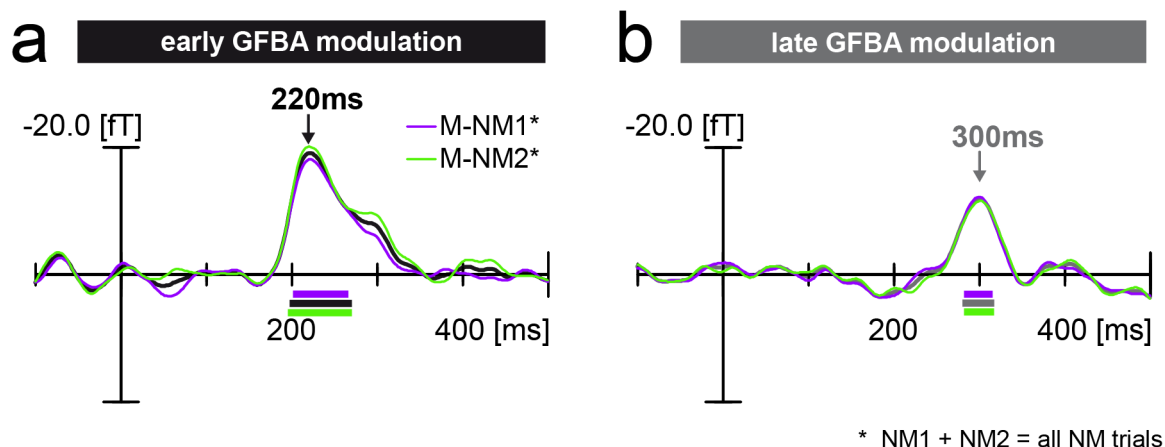 a
early GFBA modulation
220ms
-20.0 [fT]
M-NM1*
M-NM2*
200
400 [ms]
b
late GFBA modulation
-20.0 [fT]
300ms
200
400 [ms]
* NM1 + NM2 = all NM trials